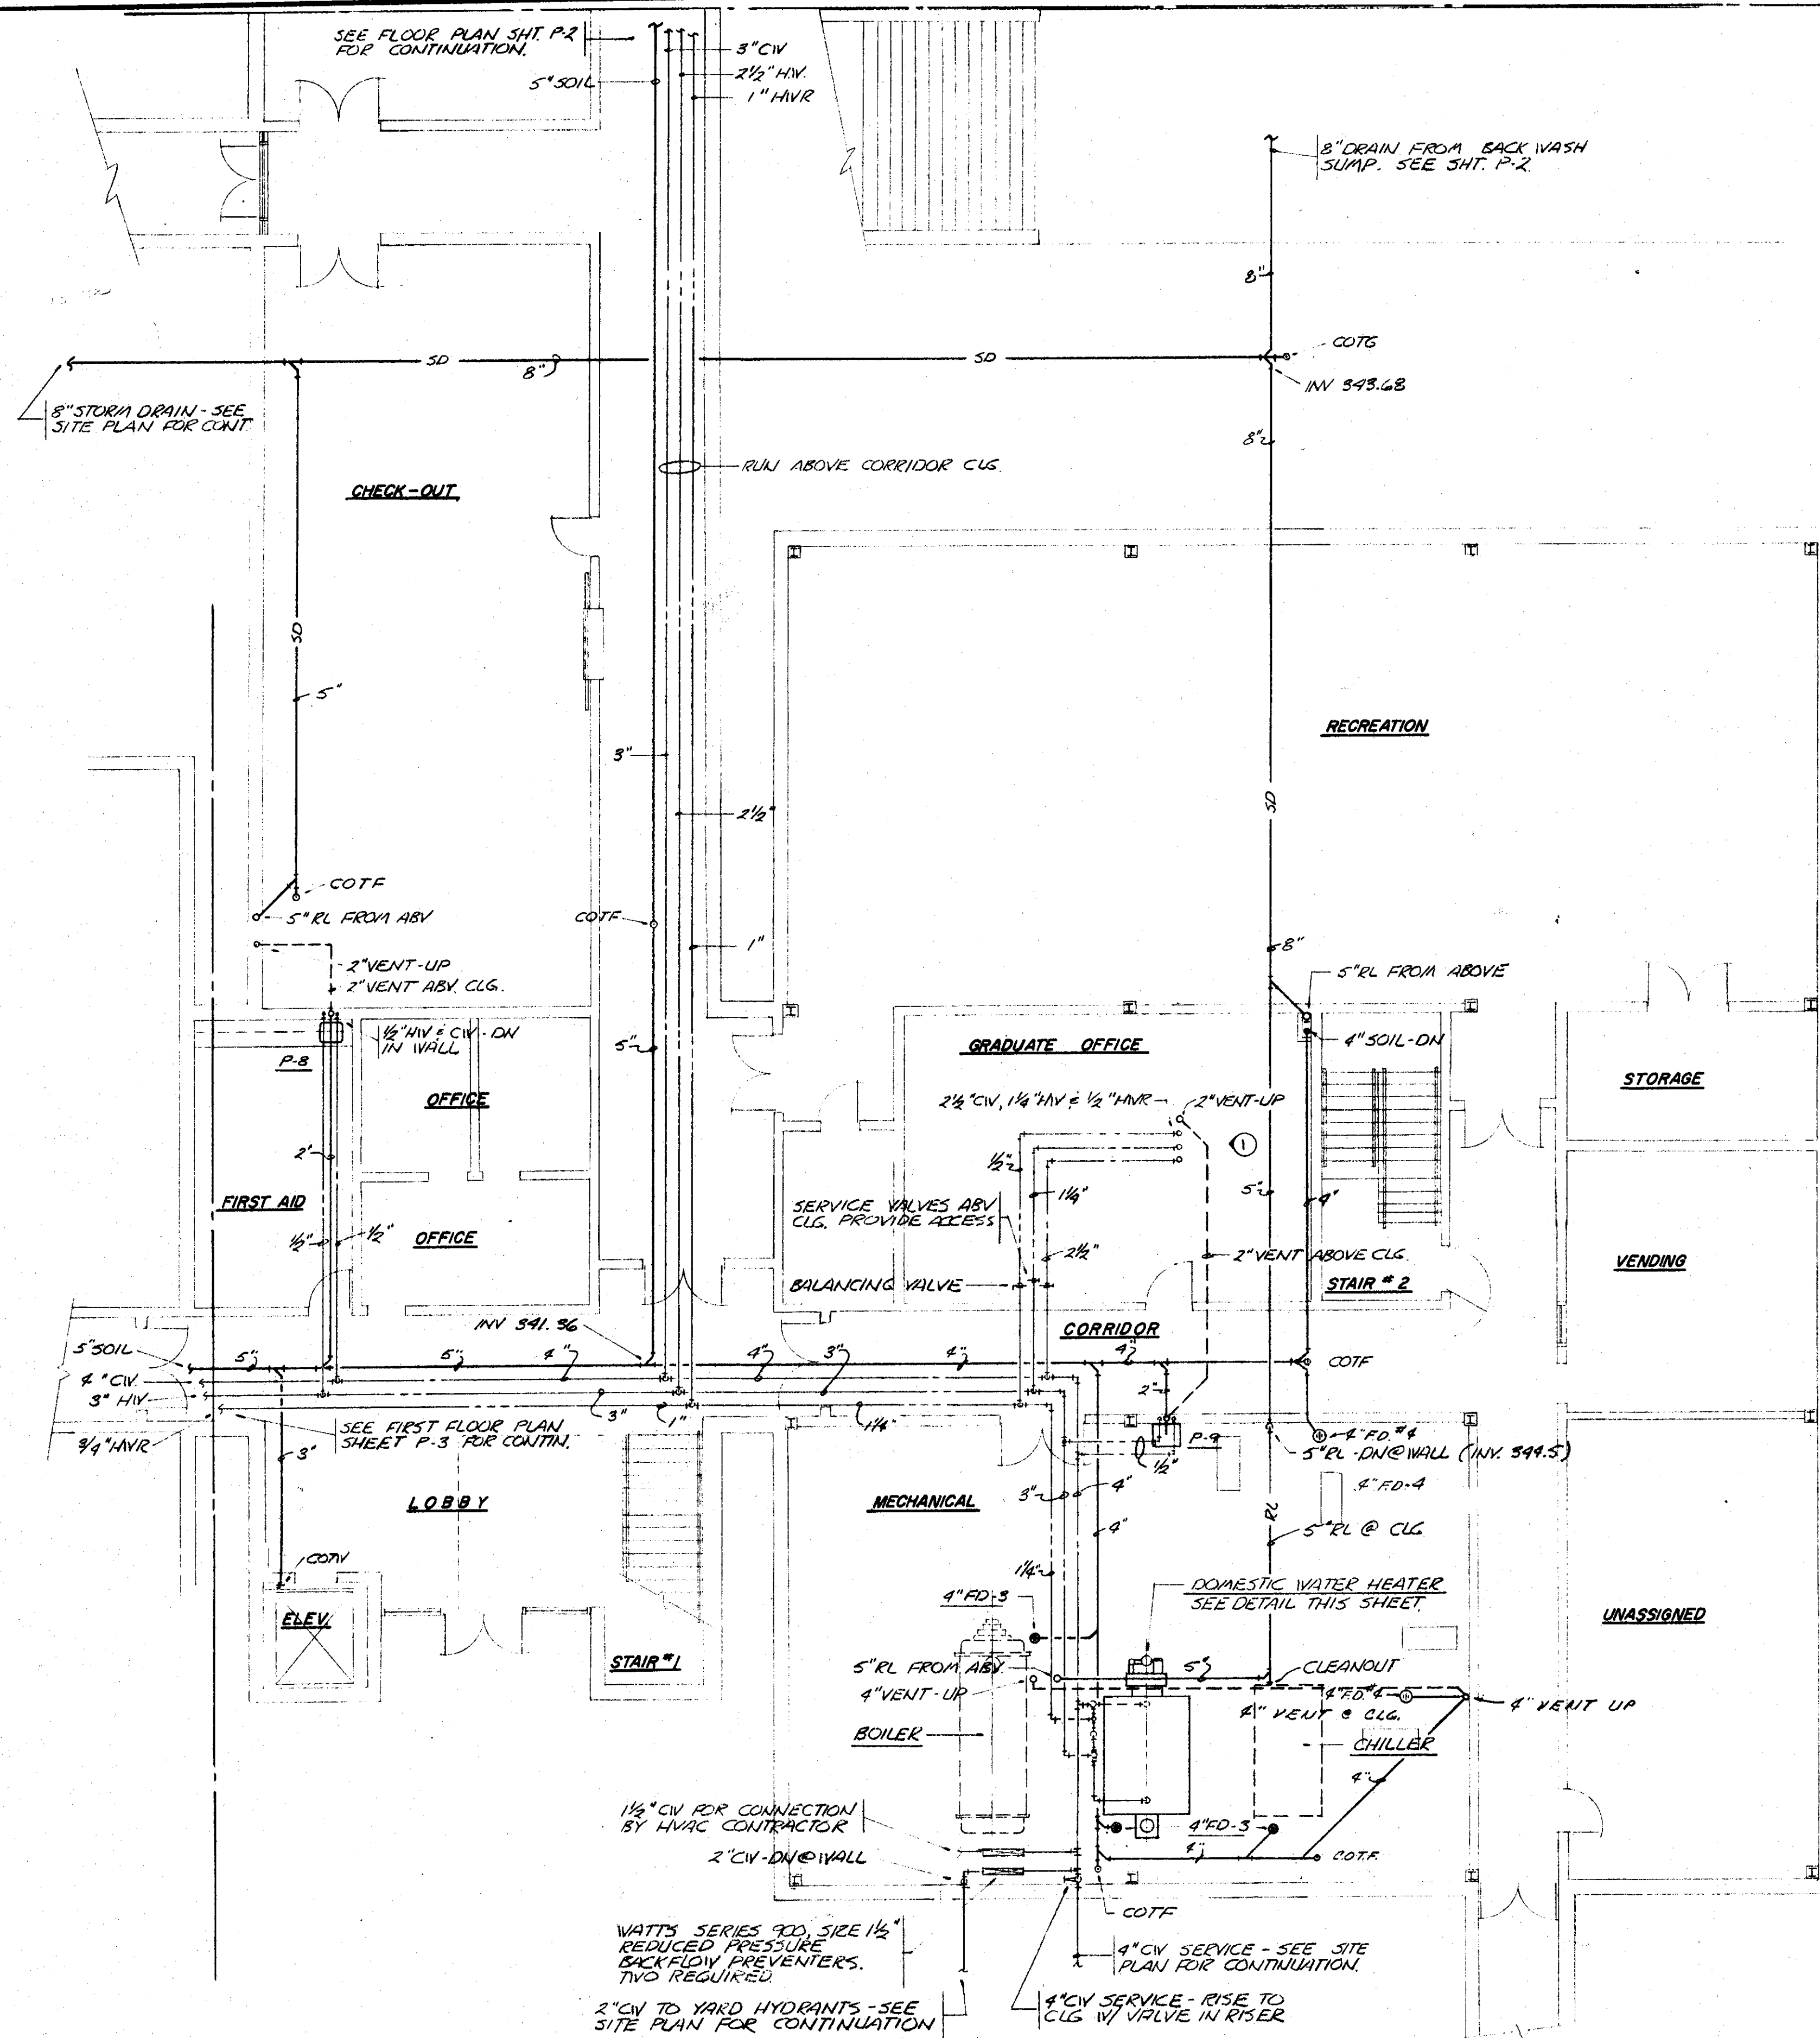 SEE FLOOR PLAN SHT. P-2
FOR CONTINUATION.
5" SOIL
3" CW
2½" H.W.
1" HWR
8" DRAIN FROM BACK WASH
SUMP. SEE SHT. P-2
8"
COTG
INV 343.68
SD
8"
SD
8" STORM DRAIN - SEE
SITE PLAN FOR CONT
8"
RUN ABOVE CORRIDOR CLG.
CHECK-OUT
SD
5"
RECREATION
3"
2½"
SD
COTF
5" RL FROM ABV
COTF
1"
8"
2" VENT-UP
2" VENT ABV. CLG.
5" RL FROM ABOVE
½" HW & CW - DN
IN WALL
P-8
5"
GRADUATE OFFICE
4" SOIL-DN
STORAGE
OFFICE
2½" CW, 1¼" HW & ½" HWR
2" VENT-UP
1
2"
½"
1¼"
5"
4"
FIRST AID
SERVICE VALVES ABV
CLG. PROVIDE ACCESS
½"
½"
OFFICE
2½"
2" VENT ABOVE CLG.
VENDING
BALANCING VALVE
STAIR #2
INV 341.36
CORRIDOR
5" SOIL
5"
5"
4"
4"
3"
4"
4"
COTF
4" CW
3" HW
2"
3"
1"
1¼"
SEE FIRST FLOOR PLAN
SHEET P-3 FOR CONTIN.
¾" HWR
3"
P-9
½"
4" F.D. #4
5" RL - DN @ WALL (INV. 344.5)
4" F.D-4
LOBBY
MECHANICAL
3"
4"
4"
RL
5" RL @ CLG.
COTW
1¼"
DOMESTIC WATER HEATER
SEE DETAIL THIS SHEET.
4" FD-3
ELEV.
UNASSIGNED
STAIR #1
5" RL FROM ABV.
5"
CLEANOUT
4" VENT-UP
4" F.D. #4
4" VENT @ CLG.
4" VENT UP
BOILER
CHILLER
4"
1½" CW FOR CONNECTION
BY HVAC CONTRACTOR
4" FD-3
2" CW-DN @ WALL
4"
COTF.
COTF
WATTS SERIES 900, SIZE 1½"
REDUCED PRESSURE
BACKFLOW PREVENTERS.
TWO REQUIRED.
4" CW SERVICE - SEE SITE
PLAN FOR CONTINUATION.
2" CW TO YARD HYDRANTS - SEE
SITE PLAN FOR CONTINUATION
4" CW SERVICE - RISE TO
CLG W/ VALVE IN RISER